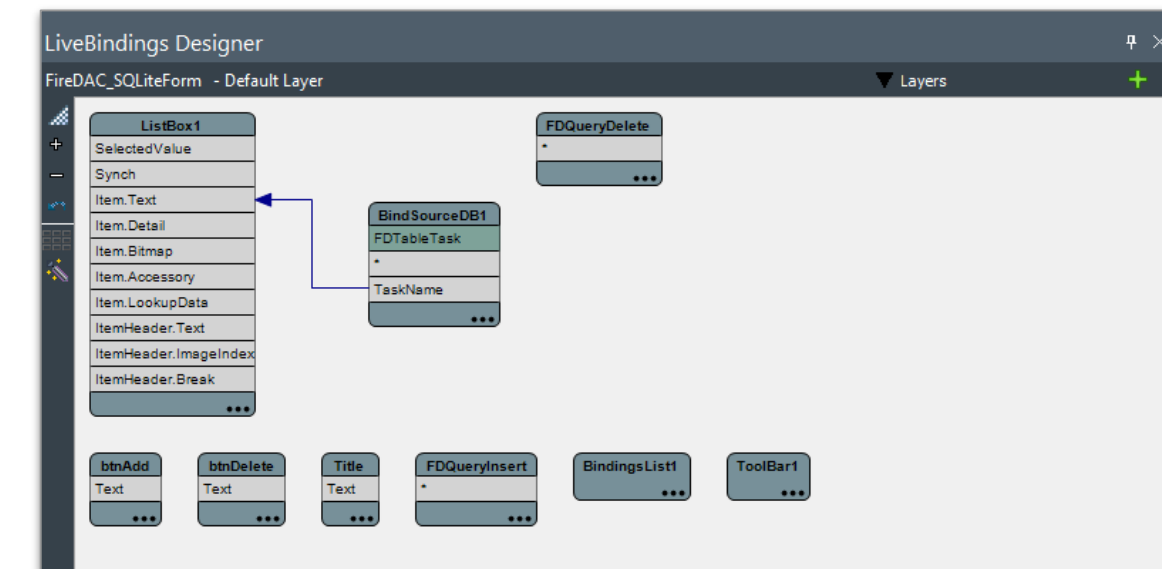 LiveBindings Designer
FireDAC_SQLiteForm - Default Layer
Layers
ListBox1
SelectedValue
Synch
Item.Text
Item.Detail
Item.Bitmap
Item.Accessory
Item.LookupData
ItemHeader.Text
ItemHeader.ImageIndex
ItemHeader.Break
FDQueryDelete
*
BindSourceDB1
FDTableTask
*
TaskName
btnAdd
Text
btnDelete
Text
Title
Text
FDQueryInsert
*
BindingsList1
ToolBar1